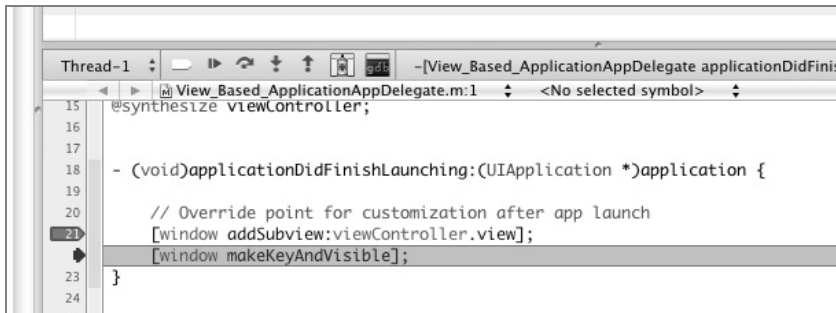 Thread-1 gdb -[View_Based_ApplicationAppDelegate applicationDidFinis
View_Based_ApplicationAppDelegate.m:1 <No selected symbol>
15 @synthesize viewController;
16
17
18 - (void)applicationDidFinishLaunching:(UIApplication *)application {
19
20 // Override point for customization after app launch
21 [window addSubview:viewController.view];
[window makeKeyAndVisible];
23 }
24